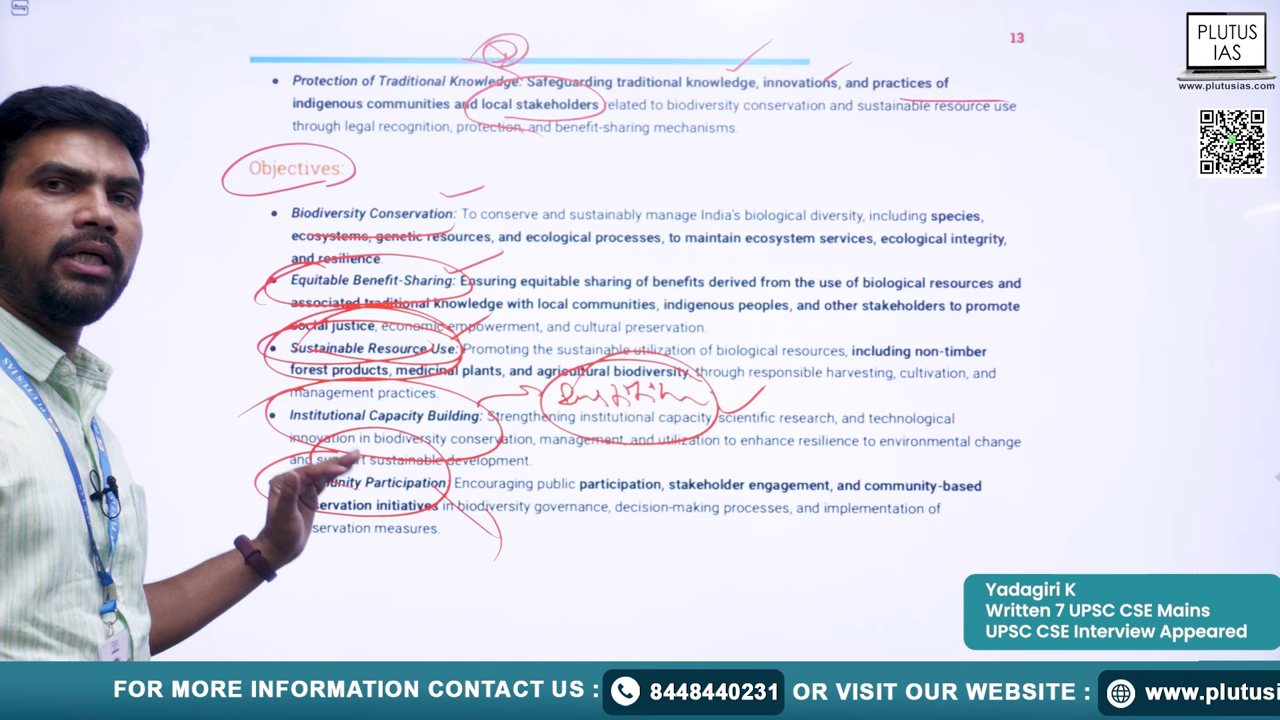 13
PLUTUS
IAS
www.plutusias.com
• Protection of Traditional Knowledge: Safeguarding traditional knowledge, innovations, and practices of
indigenous communities and local stakeholders related to biodiversity conservation and sustainable resource use
through legal recognition, protection, and benefit-sharing mechanisms.
Objectives:
• Biodiversity Conservation: To conserve and sustainably manage India's biological diversity, including species,
ecosystems, genetic resources, and ecological processes, to maintain ecosystem services, ecological integrity,
and resilience.
• Equitable Benefit-Sharing: Ensuring equitable sharing of benefits derived from the use of biological resources and
associated traditional knowledge with local communities, indigenous peoples, and other stakeholders to promote
social justice, economic empowerment, and cultural preservation.
• Sustainable Resource Use: Promoting the sustainable utilization of biological resources, including non-timber
forest products, medicinal plants, and agricultural biodiversity, through responsible harvesting, cultivation, and
management practices.
• Institutional Capacity Building: Strengthening institutional capacity, scientific research, and technological
innovation in biodiversity conservation, management, and utilization to enhance resilience to environmental change
and support sustainable development.
unity Participation: Encouraging public participation, stakeholder engagement, and community-based
servation initiatives in biodiversity governance, decision-making processes, and implementation of
servation measures.
Yadagiri K
Written 7 UPSC CSE Mains
UPSC CSE Interview Appeared
FOR MORE INFORMATION CONTACT US : 8448440231 OR VISIT OUR WEBSITE : www.plutusi